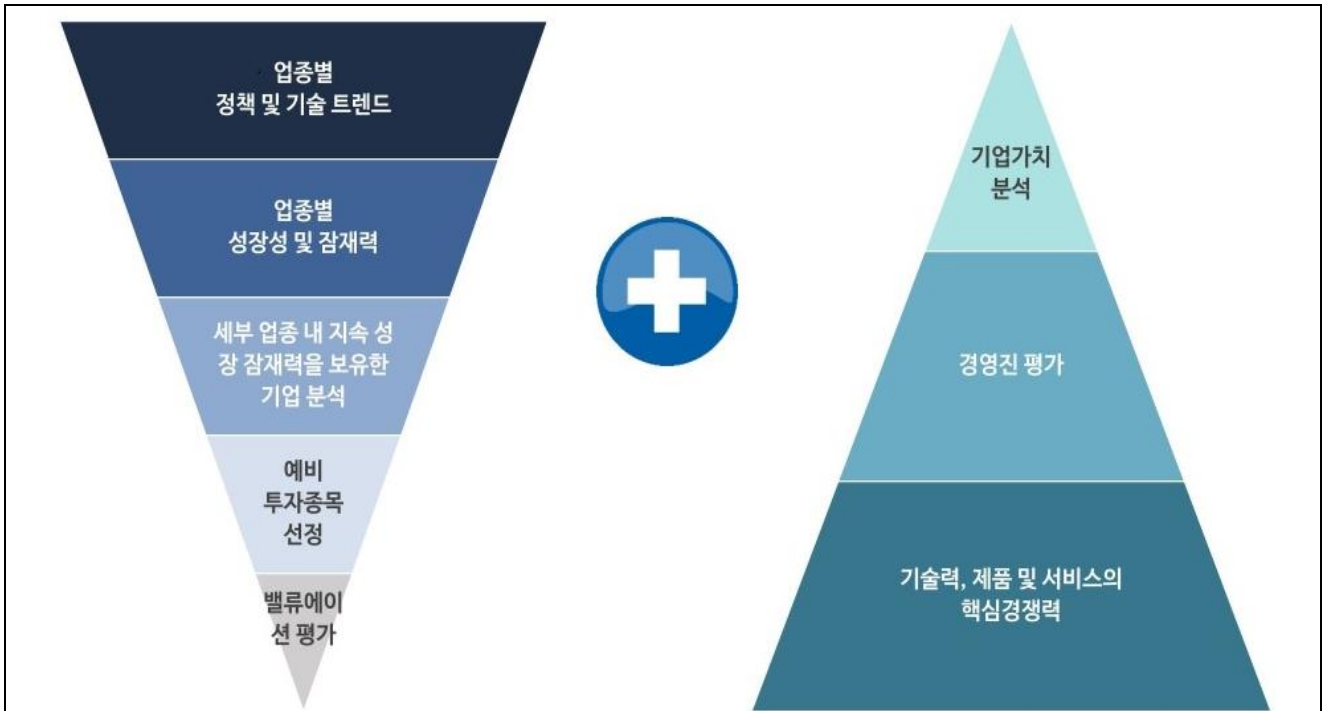 업종별
정책 및 기술 트렌드
업종별
성장성 및 잠재력
세부 업종 내 지속 성
장 잠재력을 보유한
기업 분석
예비
투자종목
선정
밸류에이
션 평가
기업가치
분석
경영진 평가
기술력, 제품 및 서비스의
핵심경쟁력